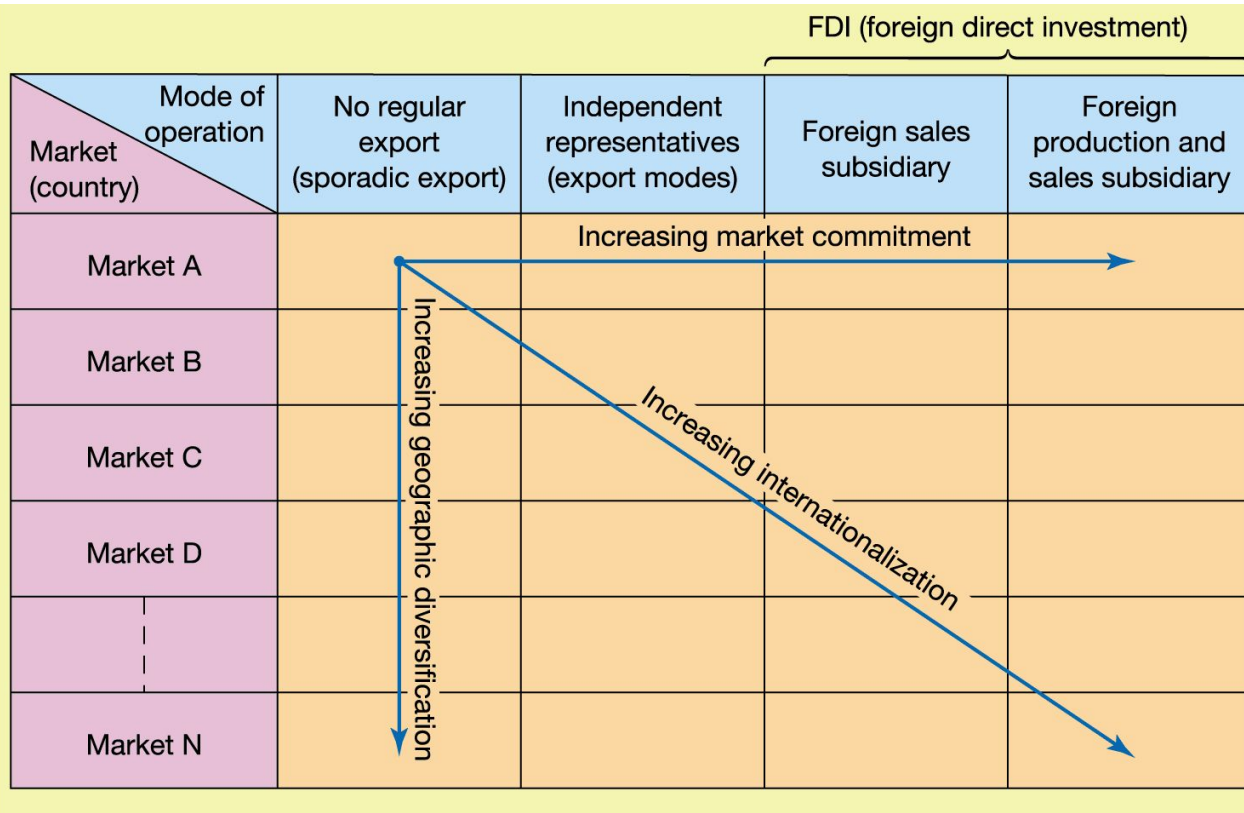 FDI (foreign direct investment)
Mode of
operation
Market
(country)
No regular
export
(sporadic export)
Independent
representatives
(export modes)
Foreign sales
subsidiary
Foreign
production and
sales subsidiary
Market A
Increasing market commitment
Market B
Market C
Market D
Market N
Increasing geographic diversification
Increasing internationalization